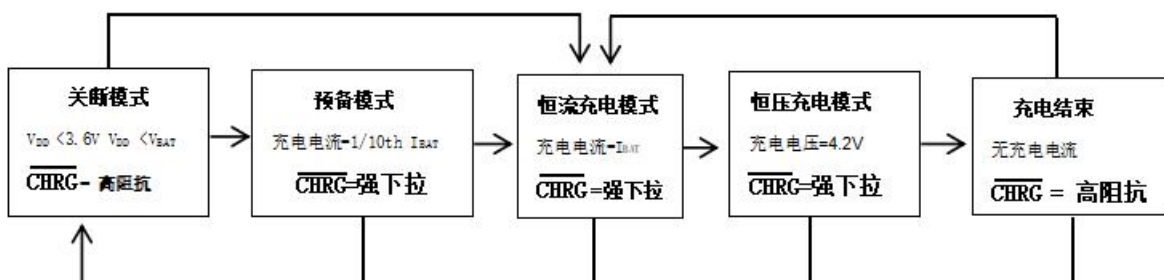 关断模式
VDD <3.6V VDD <VBAT
CHRG- 高阻抗
预备模式
充电电流-1/10th IBAT
CHRG=强下拉
恒流充电模式
充电电流-IBAT
CHRG=强下拉
恒压充电模式
充电电压=4.2V
CHRG=强下拉
充电结束
无充电电流
CHRG = 高阻抗